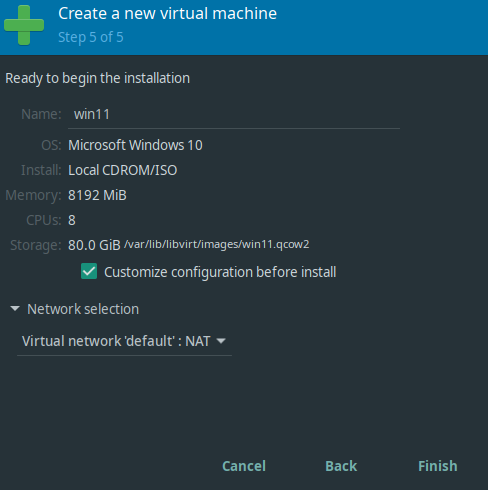 Create a new virtual machine
Step 5 of 5
Ready to begin the installation
Name: win11
OS: Microsoft Windows 10
Install: Local CDROM/ISO
Memory: 8192 MiB
CPUs: 8
Storage: 80.0 GiB /var/lib/libvirt/images/win11.qcow2
Customize configuration before install
Network selection
Virtual network 'default' : NAT
Cancel Back Finish